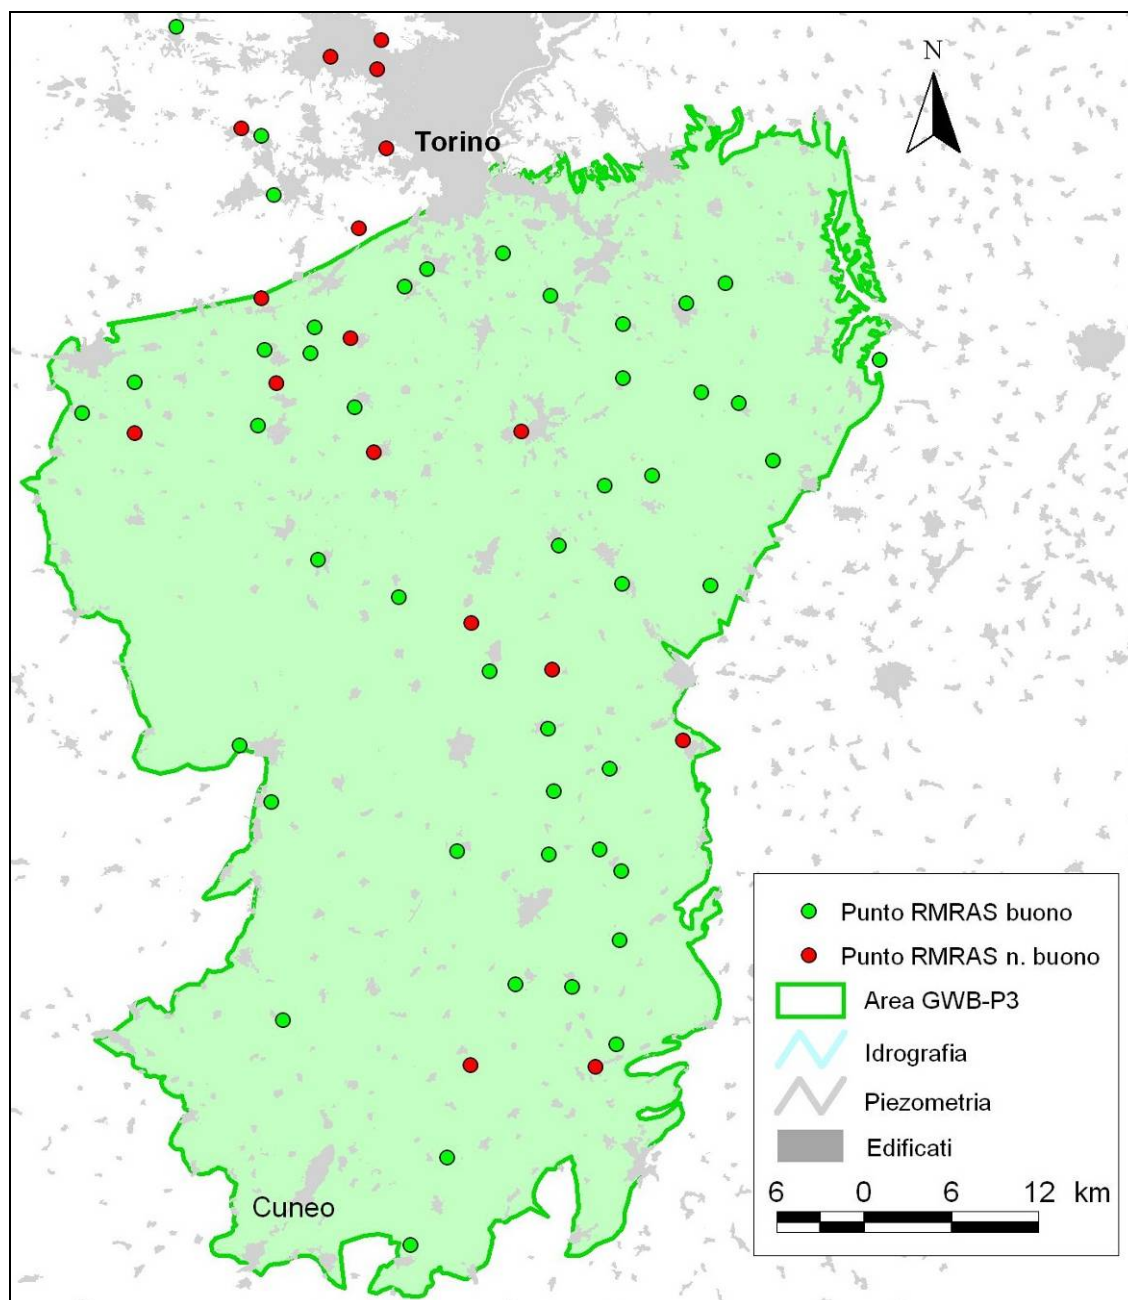 N
Torino
Punto RMRAS buono
Punto RMRAS n. buono
Area GWB-P3
Idrografia
Piezometria
Edificati
6 0 6 12 km
Cuneo